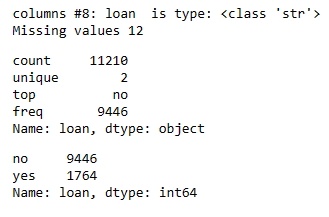 columns #8: loan  is type: <class 'str'>
Missing values 12
count     11210
unique        2
top          no
freq       9446
Name: loan, dtype: object
no     9446
yes    1764
Name: loan, dtype: int64